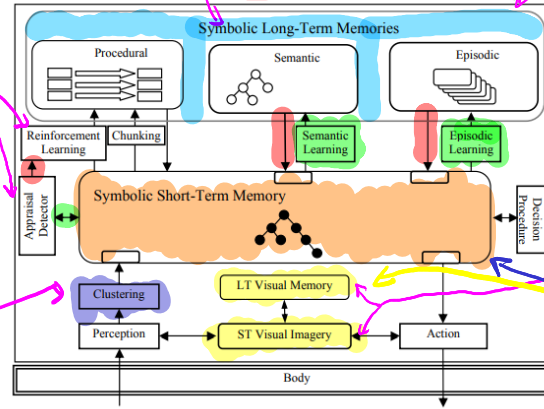 Symbolic Long-Term Memories
Procedural
Semantic
Episodic
Reinforcement
Learning
Chunking
Semantic
Learning
Episodic
Learning
Appraisal
Detector
Symbolic Short-Term Memory
Decision
Procedure
Clustering
LT Visual Memory
Perception
ST Visual Imagery
Action
Body